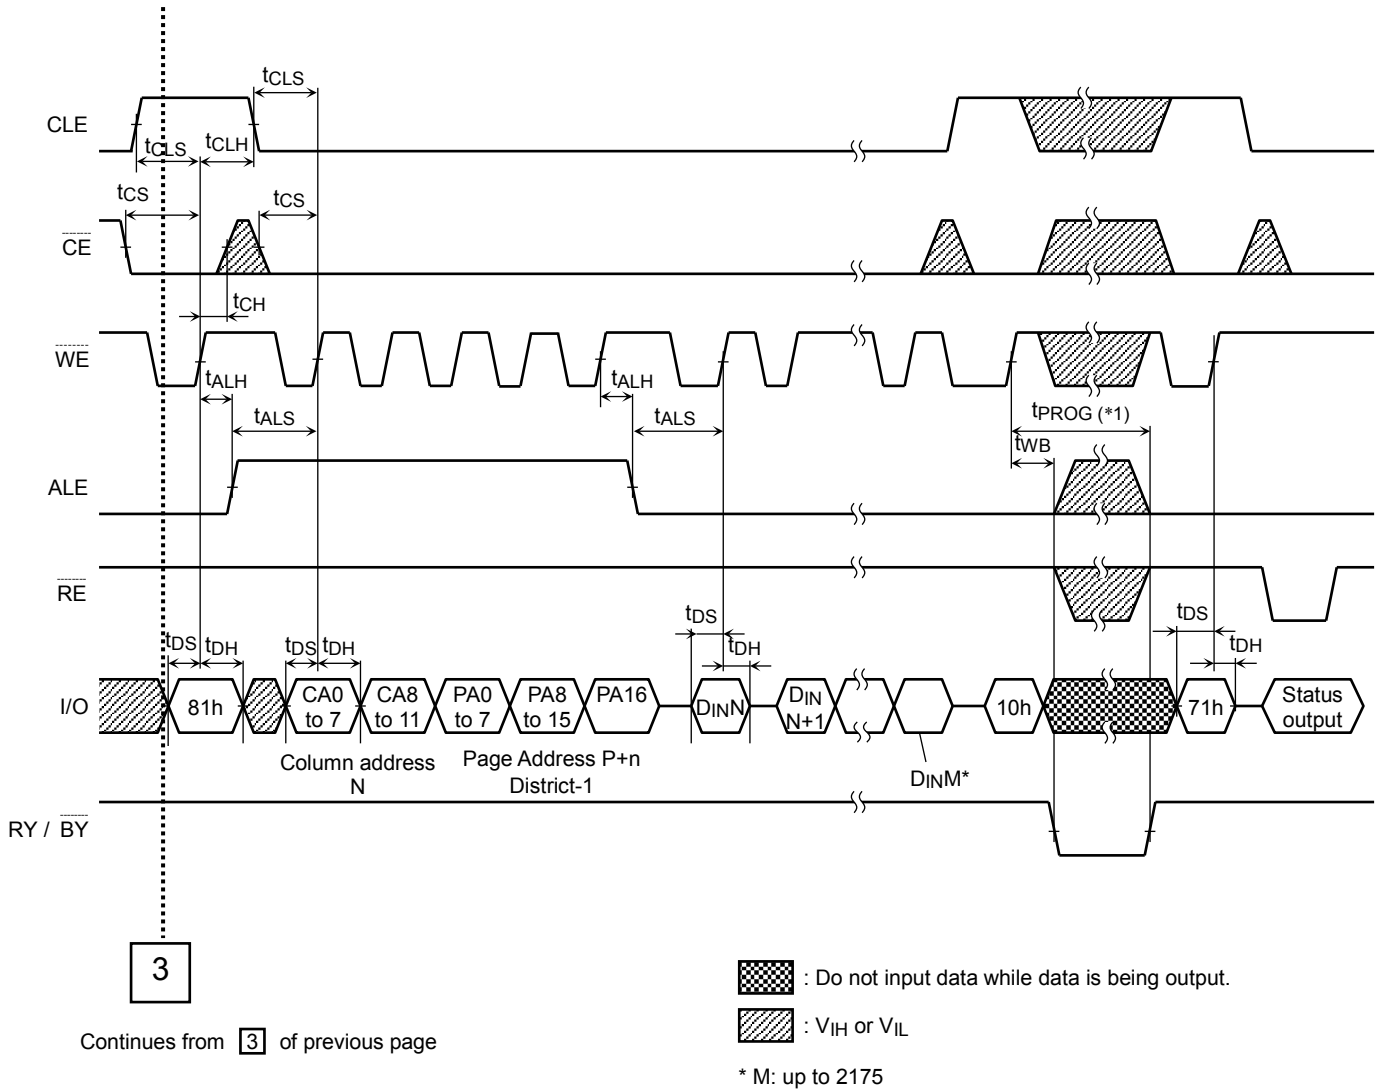 tCLS
CLE
tCLS tCLH
tCS tCS
CE
tCH
WE
tALH tALH
tPROG (*1)
tALS tALS
tWB
ALE
RE
tDS tDH tDS tDH tDS tDH tDS tDH
I/O
81h
CA0 to 7
CA8 to 11
PA0 to 7
PA8 to 15
PA16
DINN
DIN N+1
10h
71h
Status output
Column address
N
Page Address P+n
District-1
DINM*
RY / BY
3
: Do not input data while data is being output.
: VIH or VIL
Continues from 3 of previous page
* M: up to 2175